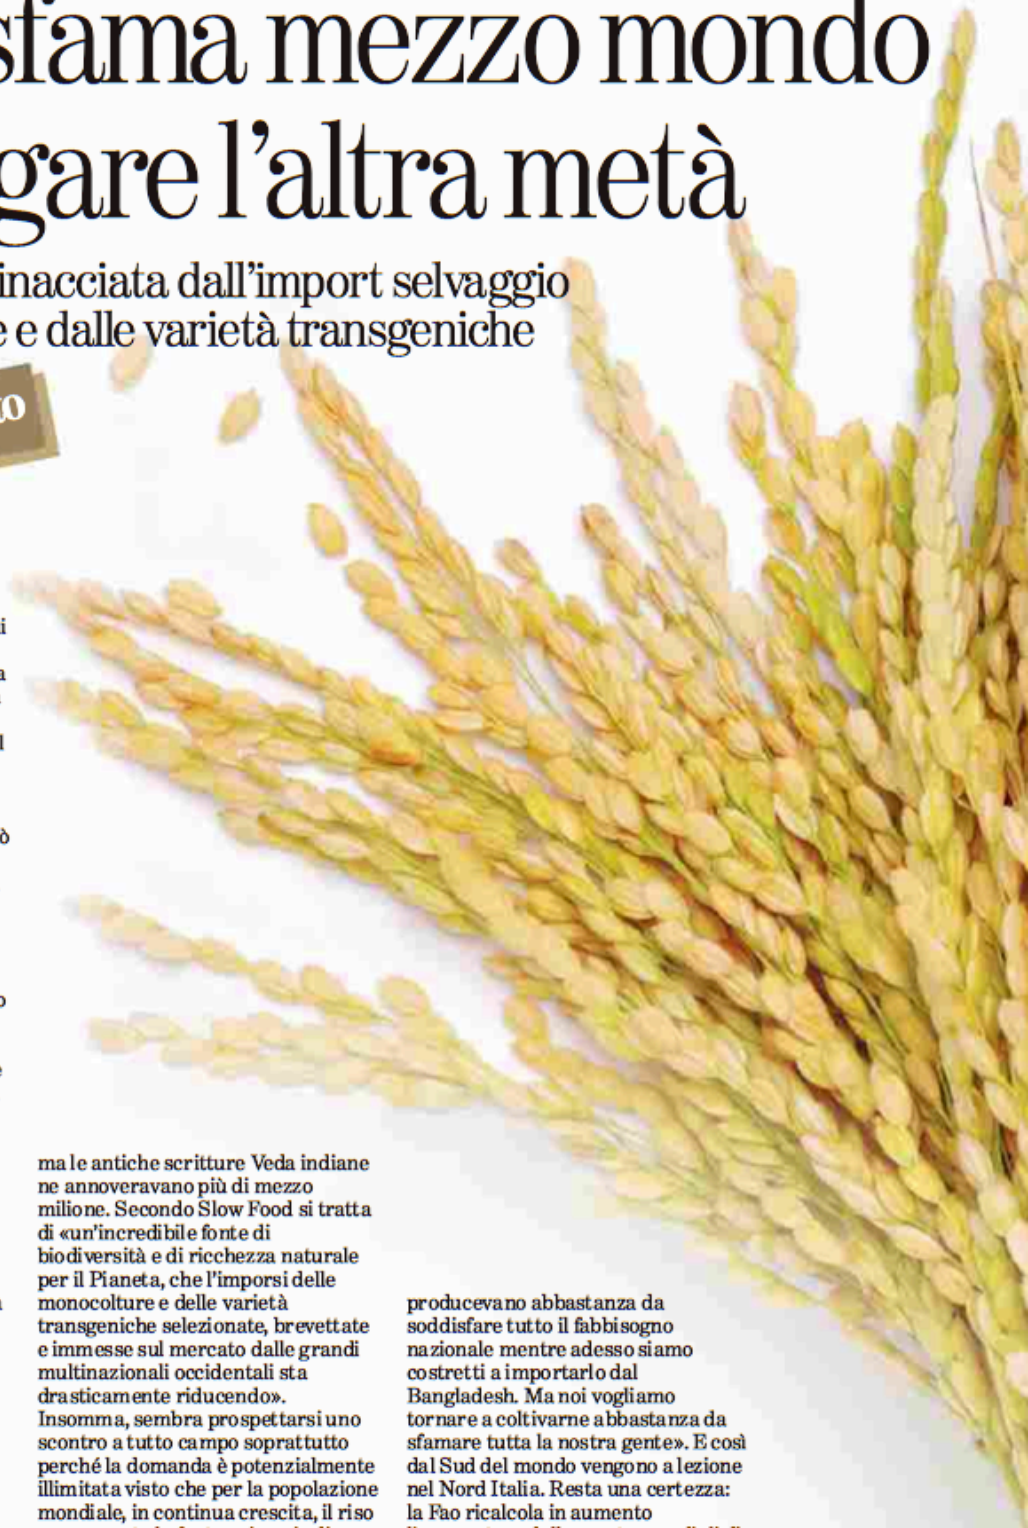 sfama mezzo mondo
gare l'altra metà
inacciata dall'import selvaggio
e e dalle varietà transgeniche
to
i
a
l
ò
o
e
ma le antiche scritture Veda indiane
ne annoveravano più di mezzo
milione. Secondo Slow Food si tratta
di «un'incredibile fonte di
biodiversità e di ricchezza naturale
per il Pianeta, che l'imporsi delle
monocolture e delle varietà
transgeniche selezionate, brevettate
e immesse sul mercato dalle grandi
multinazionali occidentali sta
drasticamente riducendo».
Insomma, sembra prospettarsi uno
scontro a tutto campo soprattutto
perché la domanda è potenzialmente
illimitata visto che per la popolazione
mondiale, in continua crescita, il riso
producevano abbastanza da
soddisfare tutto il fabbisogno
nazionale mentre adesso siamo
costretti a importarlo dal
Bangladesh. Ma noi vogliamo
tornare a coltivarne abbastanza da
sfamare tutta la nostra gente». E così
dal Sud del mondo vengono a lezione
nel Nord Italia. Resta una certezza:
la Fao ricalcola in aumento